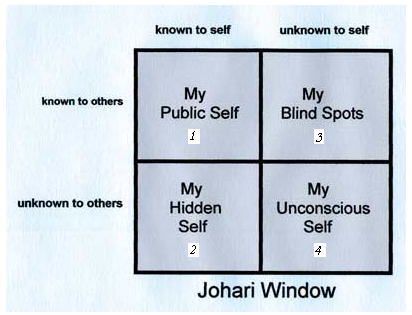 known to self unknown to self
known to others
My
Public Self
1
My
Blind Spots
3
unknown to others
My
Hidden
Self
2
My
Unconscious
Self
4
Johari Window